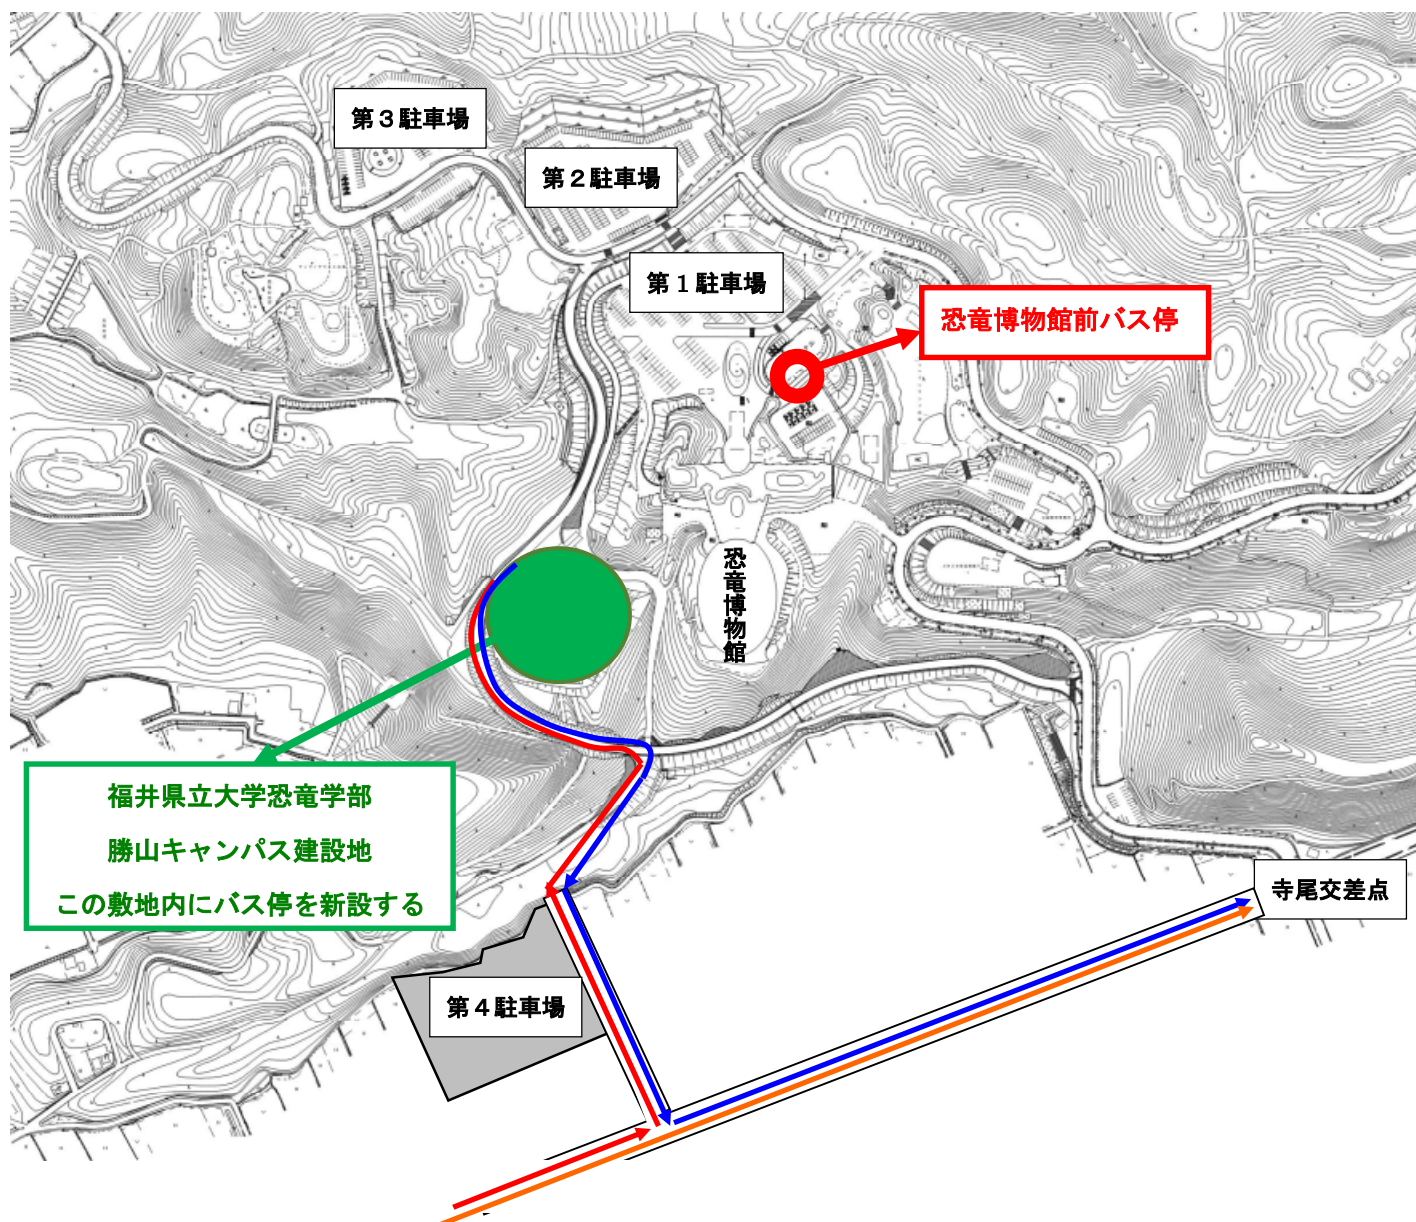 第３駐車場
第２駐車場
第１駐車場
恐竜博物館前バス停
恐竜博物館
福井県立大学恐竜学部
勝山キャンパス建設地
この敷地内にバス停を新設する
寺尾交差点
第４駐車場